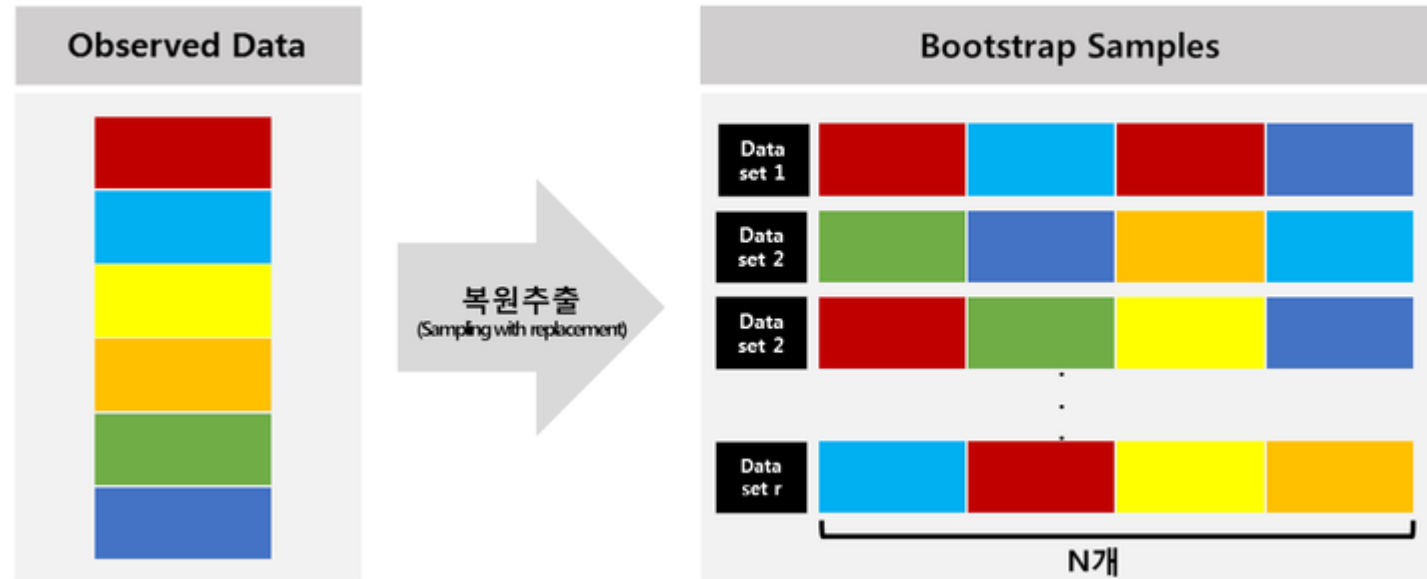 Observed Data
Bootstrap Samples
Data
set 1
Data
set 2
복원추출
(Sampling with replacement)
Data
set 2
Data
set r
N개